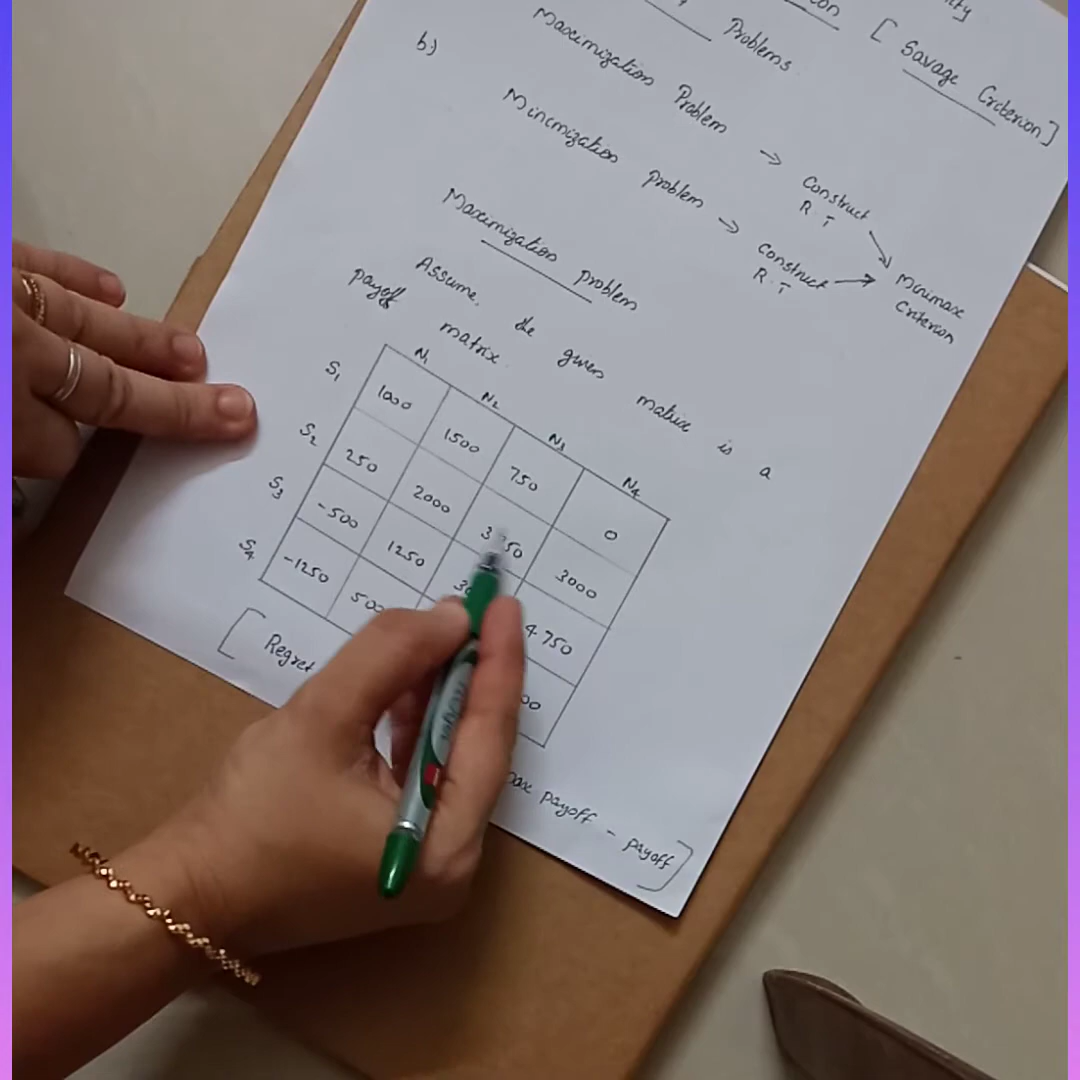 Problems
[ Savage Criterion ]
b.)
Maximization Problem → Construct R.T
Minimization problem → Construct R.T
Minimax Criterion
Maximization problem
Assume, the given matrix is a
payoff matrix.
N1 N2 N3 N4
S1 1000 1500 750 0
S2 250 2000 3000
S3 -500 1250 4750
S4 -1250
[ Regret payoff - payoff ]